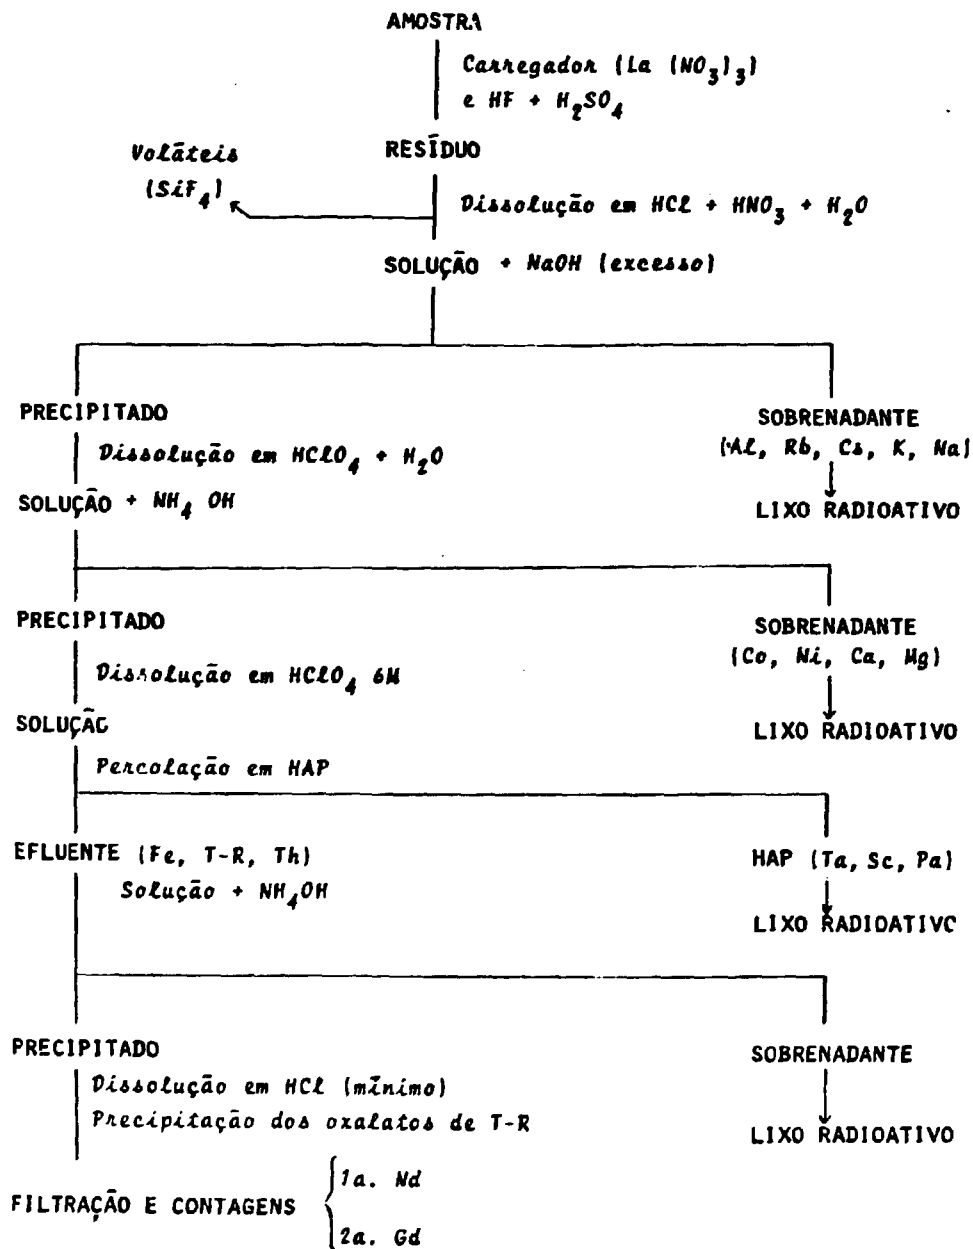 AMOSTRA
Carregador (La (NO3)3)
e HF + H2SO4
Volāteis
(SiF4)
RESĪDUO
Dissolução em HCl + HNO3 + H2O
SOLUÇÃO + NaOH (excesso)
PRECIPITADO
Dissolução em HClO4 + H2O
SOLUÇÃO + NH4 OH
SOBRENADANTE
(Al, Rb, Cs, K, Na)
LIXO RADIOATIVO
PRECIPITADO
Dissolução em HClO4 6M
SOLUÇÃO
Percolação em HAP
SOBRENADANTE
(Co, Ni, Ca, Mg)
LIXO RADIOATIVO
EFLUENTE (Fe, T-R, Th)
Solução + NH4OH
HAP (Ta, Sc, Pa)
LIXO RADIOATIVO
PRECIPITADO
Dissolução em HCl (mīnimo)
Precipitação dos oxalatos de T-R
SOBRENADANTE
LIXO RADIOATIVO
FILTRAÇÃO E CONTAGENS
1a. Nd
2a. Gd